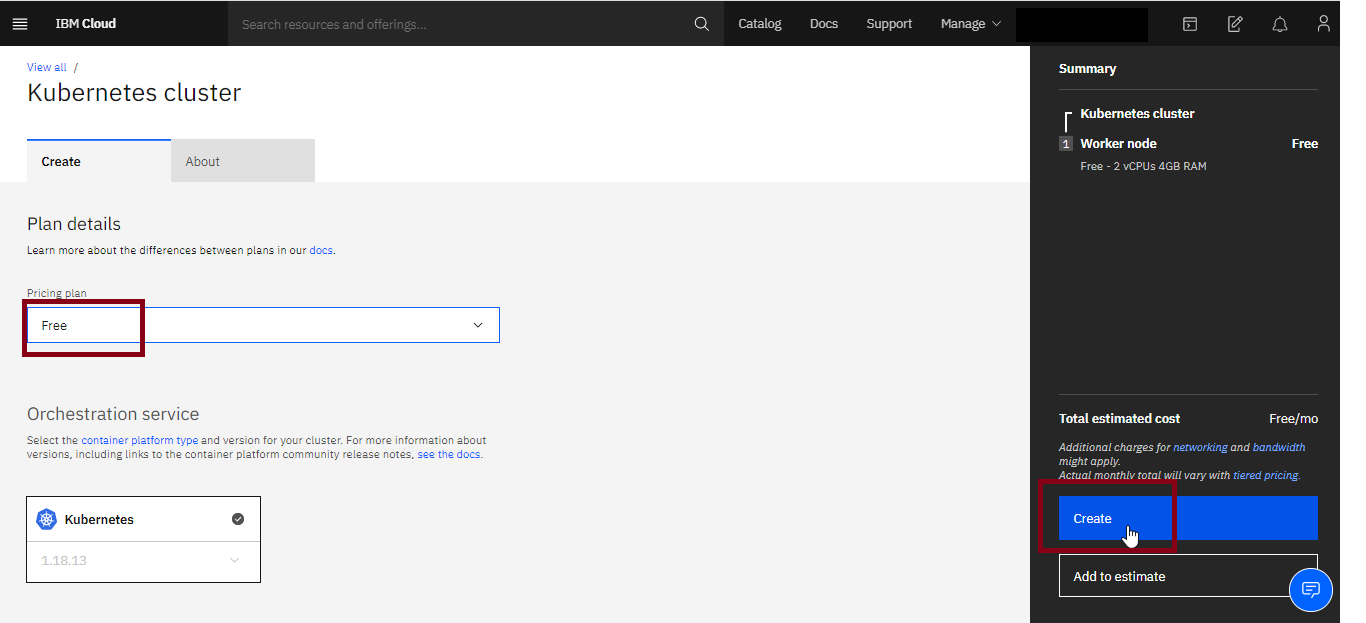 IBM Cloud
Search resources and offerings...
Catalog
Docs
Support
Manage
View all /
Kubernetes cluster
Create
About
Plan details
Learn more about the differences between plans in our docs.
Pricing plan
Free
Orchestration service
Select the container platform type and version for your cluster. For more information about
versions, including links to the container platform community release notes, see the docs.
Kubernetes
1.18.13
Summary
Kubernetes cluster
1 Worker node Free
Free - 2 vCPUs 4GB RAM
Total estimated cost Free/mo
Additional charges for networking and bandwidth
might apply.
Actual monthly total will vary with tiered pricing.
Create
Add to estimate